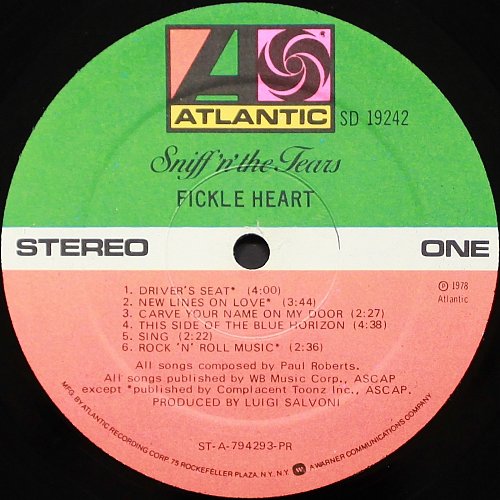 ATLANTIC
SD 19242
Sniff 'n' the Tears
FICKLE HEART
STEREO
ONE
1. DRIVER'S SEAT* (4:00)
2. NEW LINES ON LOVE* (3:44)
3. CARVE YOUR NAME ON MY DOOR (2:27)
4. THIS SIDE OF THE BLUE HORIZON (4:38)
5. SING (2:22)
6. ROCK 'N' ROLL MUSIC* (2:36)
℗ 1978
Atlantic
All songs composed by Paul Roberts.
All songs published by WB Music Corp., ASCAP
except *published by Complacent Toonz Inc., ASCAP.
PRODUCED BY LUIGI SALVONI
ST-A-794293-PR
MFG BY ATLANTIC RECORDING CORP. 75 ROCKEFELLER PLAZA, N.Y. N.Y. W A WARNER COMMUNICATIONS COMPANY